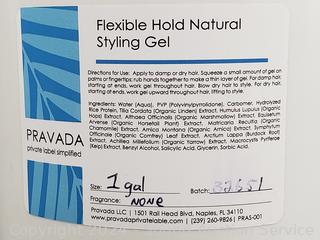 Flexible Hold Natural
Styling Gel
Directions for Use: Apply to damp or dry hair. Squeeze a small amount of gel on
palms or fingertips; rub hands together to make a thin layer of gel. For damp hair,
starting at ends, work gel throughout hair. Blow dry hair to style. For dry hair,
starting at ends, work gel upward throughout hair, lifting to style.
Ingredients: Water (Aqua), PVP (Polyvinylpyrrolidone), Carbomer, Hydrolyzed
Rice Protein, Tilia Cordata (Organic Linden) Extract, Humulus Lupulus (Organic
Hops) Extract, Althaea Officinalis (Organic Marshmallow) Extract, Equisetum
Arvense (Organic Horsetail Plant) Extract, Matricaria Recutita (Organic
Chamomile) Extract, Arnica Montana (Organic Arnica) Extract, Symphytum
Officinale (Organic Comfrey Leaf) Extract, Arctium Lappa (Burdock Root)
Extract, Achillea Millefolium (Organic Yarrow) Extract, Macrocystis Pyrifera
(Kelp) Extract, Benzyl Alcohol, Salicylic Acid, Glycerin, Sorbic Acid.
PRAVADA
private label simplified
Size: 1 gal
Batch: 32651
Fragrance: NONE
Pravada LLC | 1501 Rail Head Blvd, Naples, FL 34110
www.pravadaprivatelabel.com | (239) 260-9826 | PRAS-001